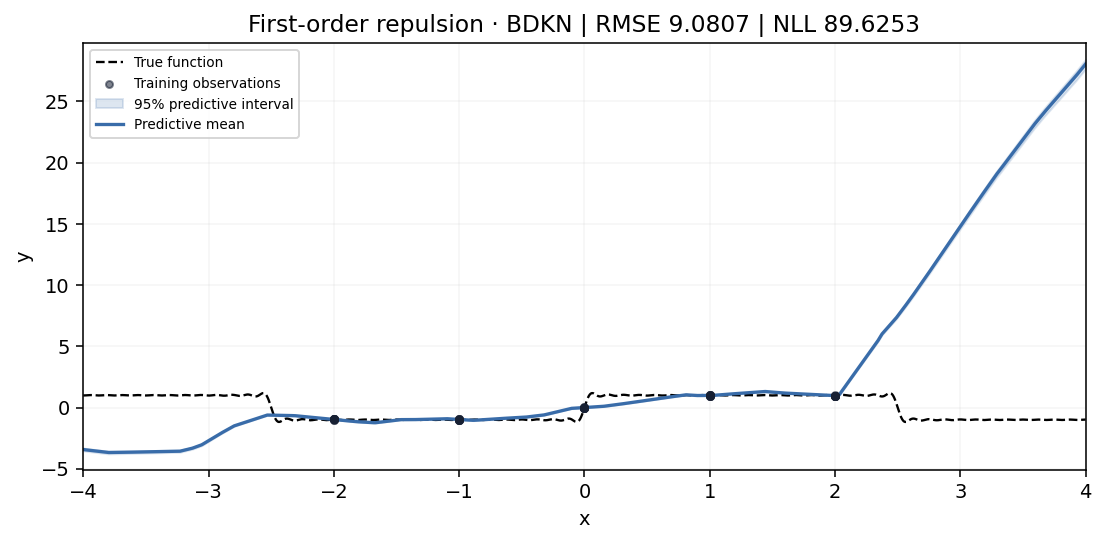 First-order repulsion · BDKN | RMSE 9.0807 | NLL 89.6253
True function
Training observations
95% predictive interval
Predictive mean
y
25
20
15
10
5
0
−5
−4
−3
−2
−1
0
1
2
3
4
x